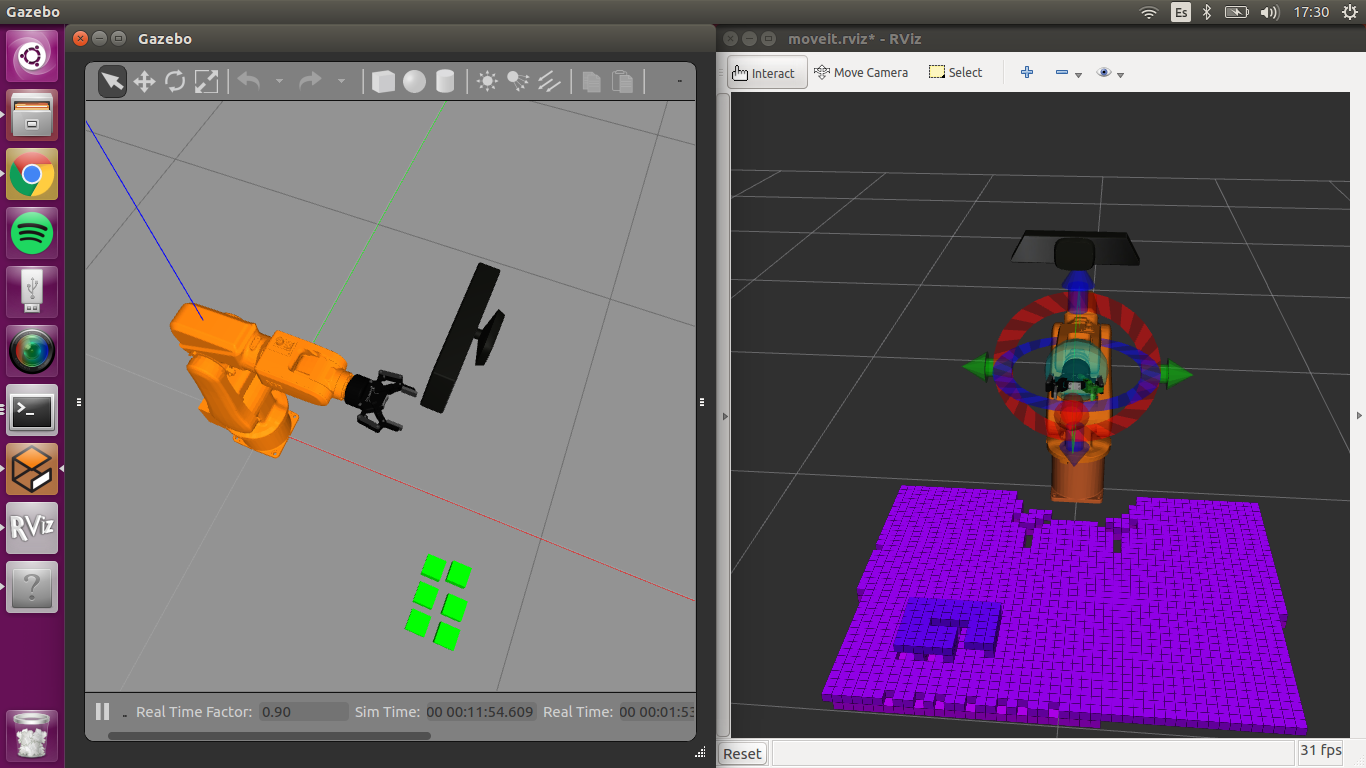 Gazebo
Es
17:30
Gazebo
moveit.rviz* - RViz
Interact
Move Camera
Select
RViz
Real Time Factor: 0.90 Sim Time: 00 00:11:54.609 Real Time: 00 00:01:53
Reset
31 fps